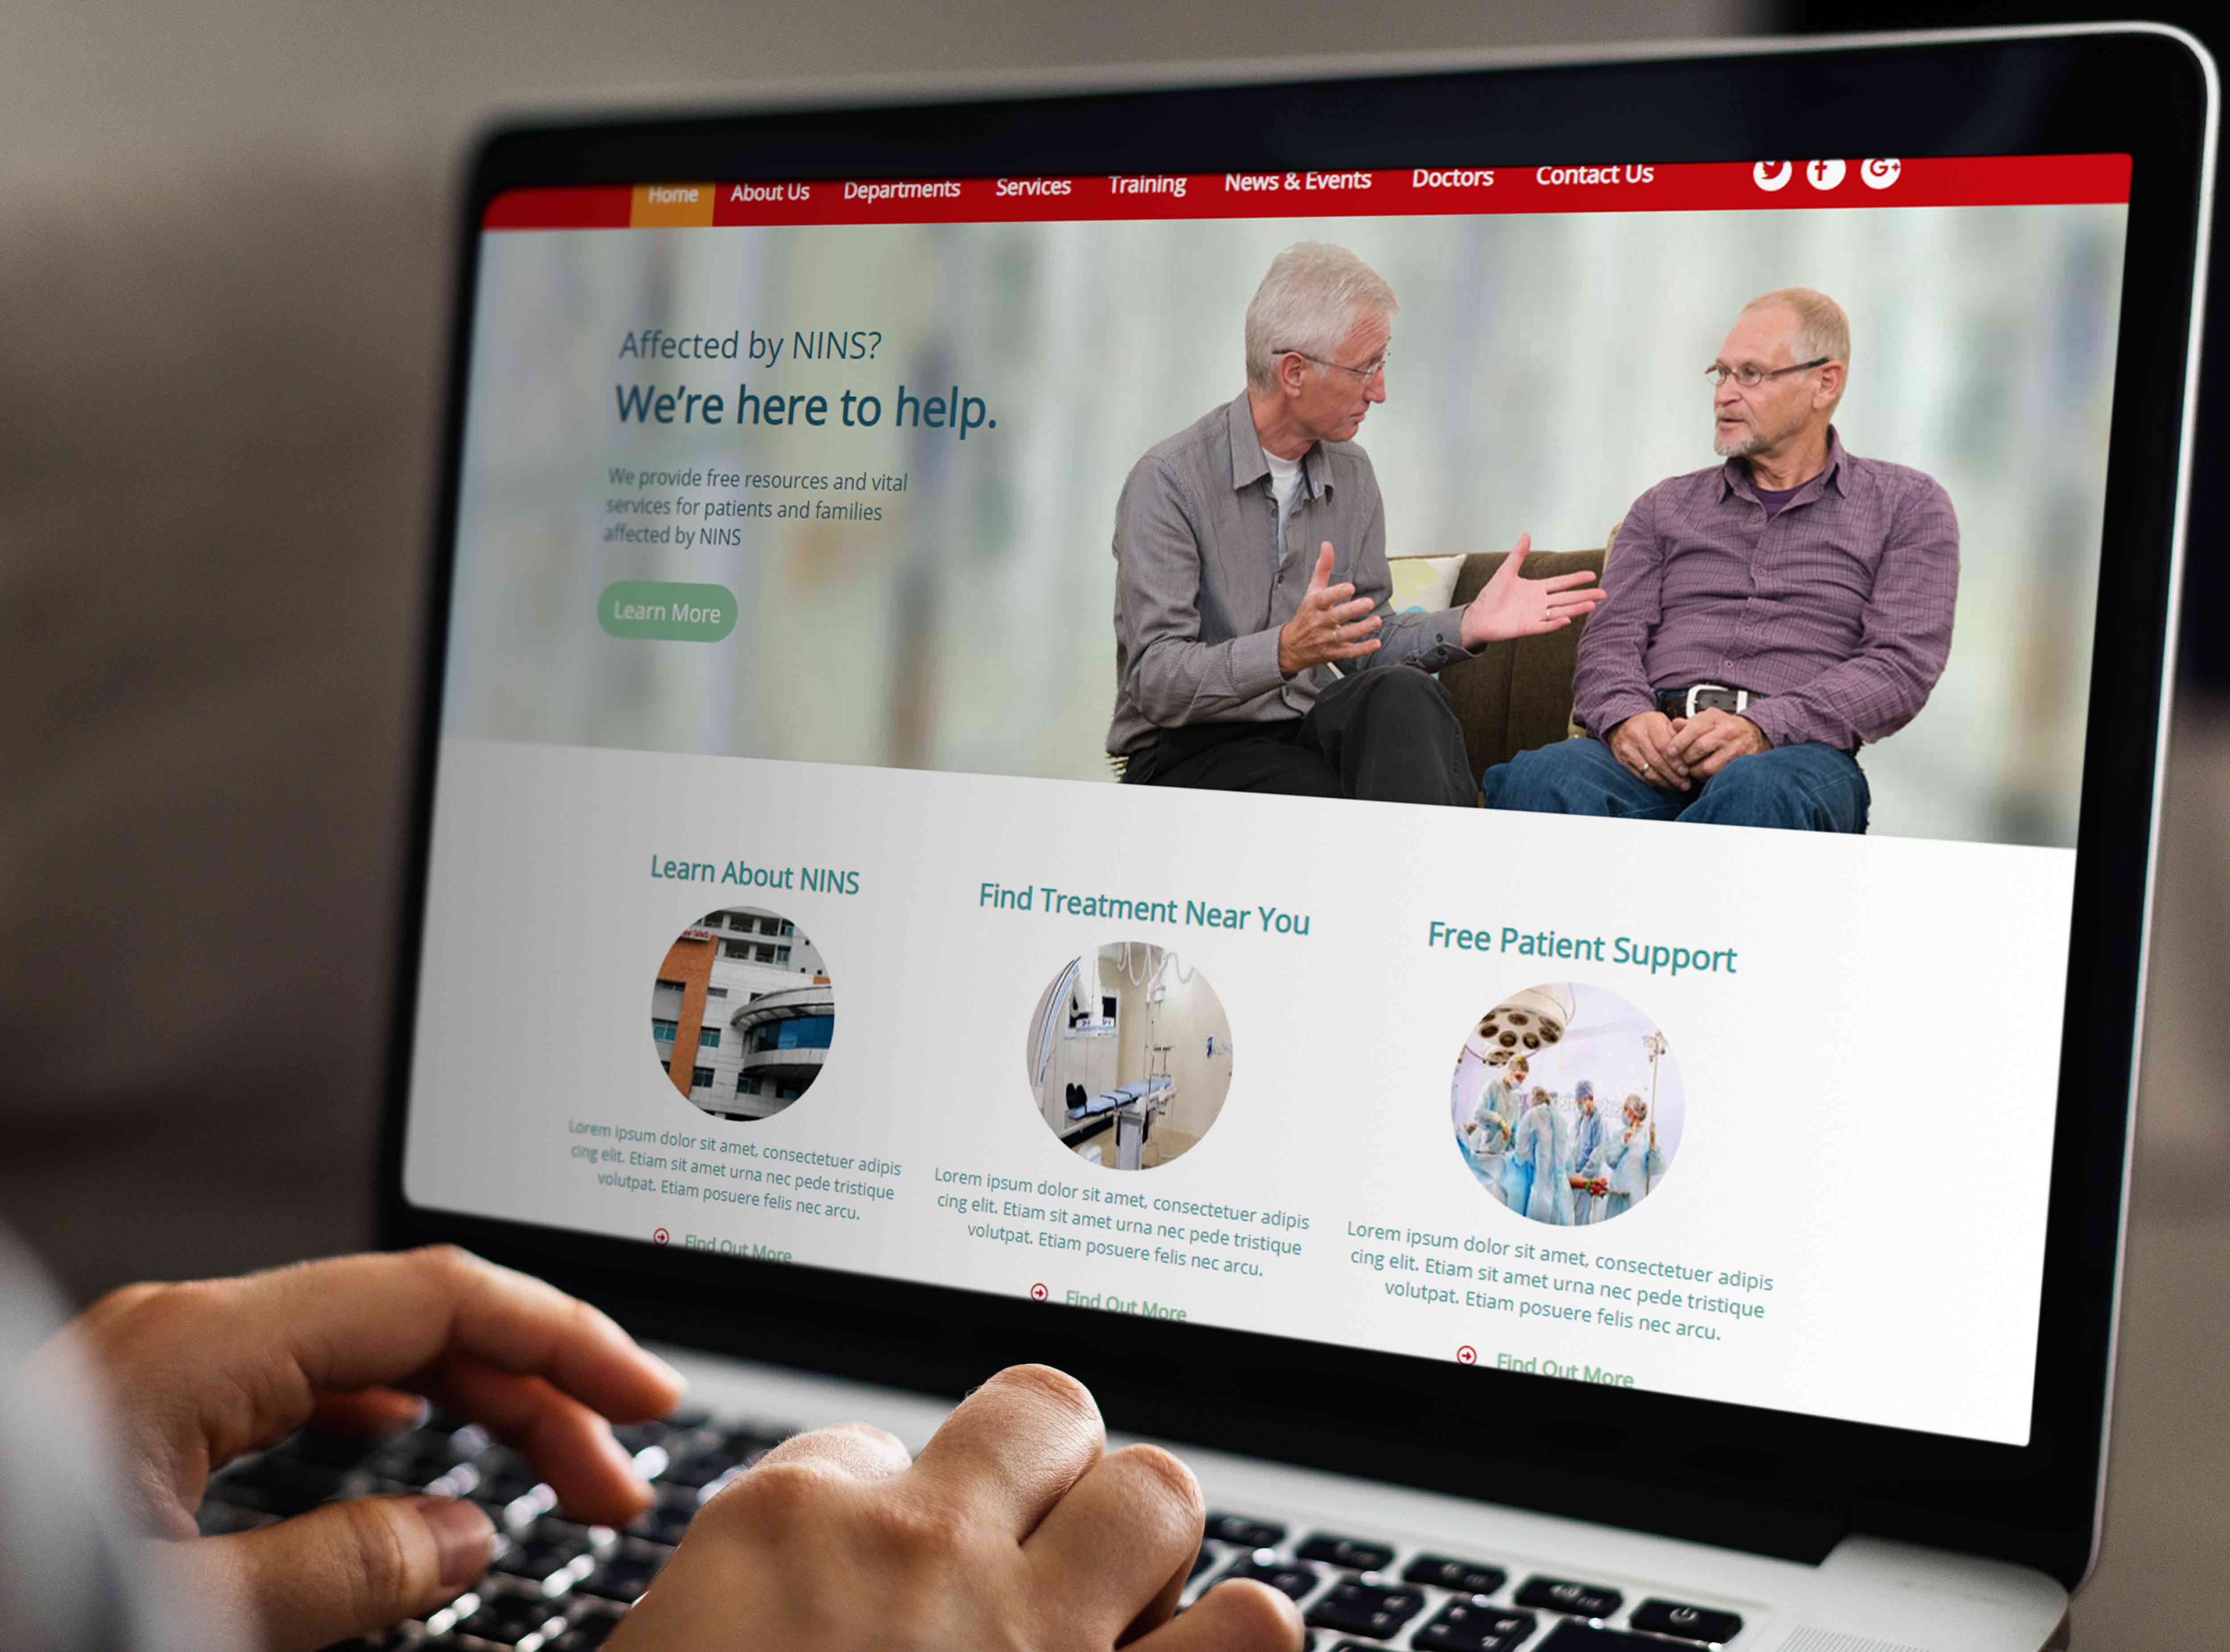 Home About Us Departments Services Training News & Events Doctors Contact Us
Affected by NINS?
We're here to help.
We provide free resources and vital
services for patients and families
affected by NINS
Learn More
Learn About NINS
Lorem ipsum dolor sit amet, consectetuer adipis
cing elit. Etiam sit amet urna nec pede tristique
volutpat. Etiam posuere felis nec arcu.
Find Out More
Find Treatment Near You
Lorem ipsum dolor sit amet, consectetuer adipis
cing elit. Etiam sit amet urna nec pede tristique
volutpat. Etiam posuere felis nec arcu.
Find Out More
Free Patient Support
Lorem ipsum dolor sit amet, consectetuer adipis
cing elit. Etiam sit amet urna nec pede tristique
volutpat. Etiam posuere felis nec arcu.
Find Out More